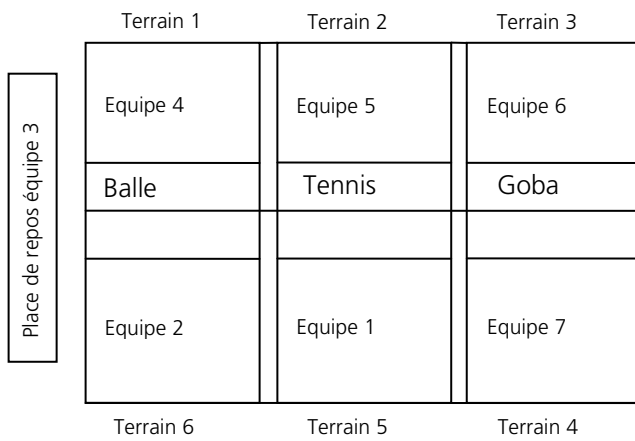 Terrain 1 Terrain 2 Terrain 3
Place de repos équipe 3
Equipe 4 Equipe 5 Equipe 6
Balle Tennis Goba
Equipe 2 Equipe 1 Equipe 7
Terrain 6 Terrain 5 Terrain 4